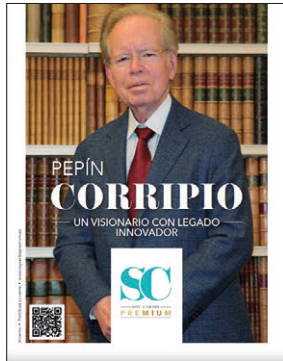 PEPÍN
CORRIPIO
UN VISIONARIO CON LEGADO
INNOVADOR
SC
PREMIUM